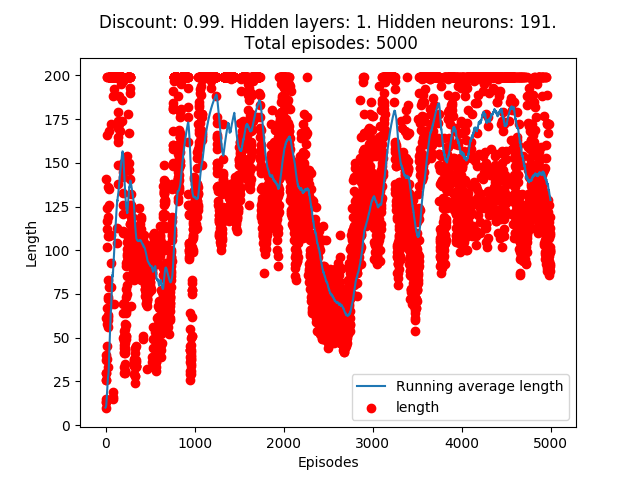 Discount: 0.99. Hidden layers: 1. Hidden neurons: 191.
Total episodes: 5000
200
175
150
125
100
75
50
25
0
Length
0 1000 2000 3000 4000 5000
Episodes
Running average length
length